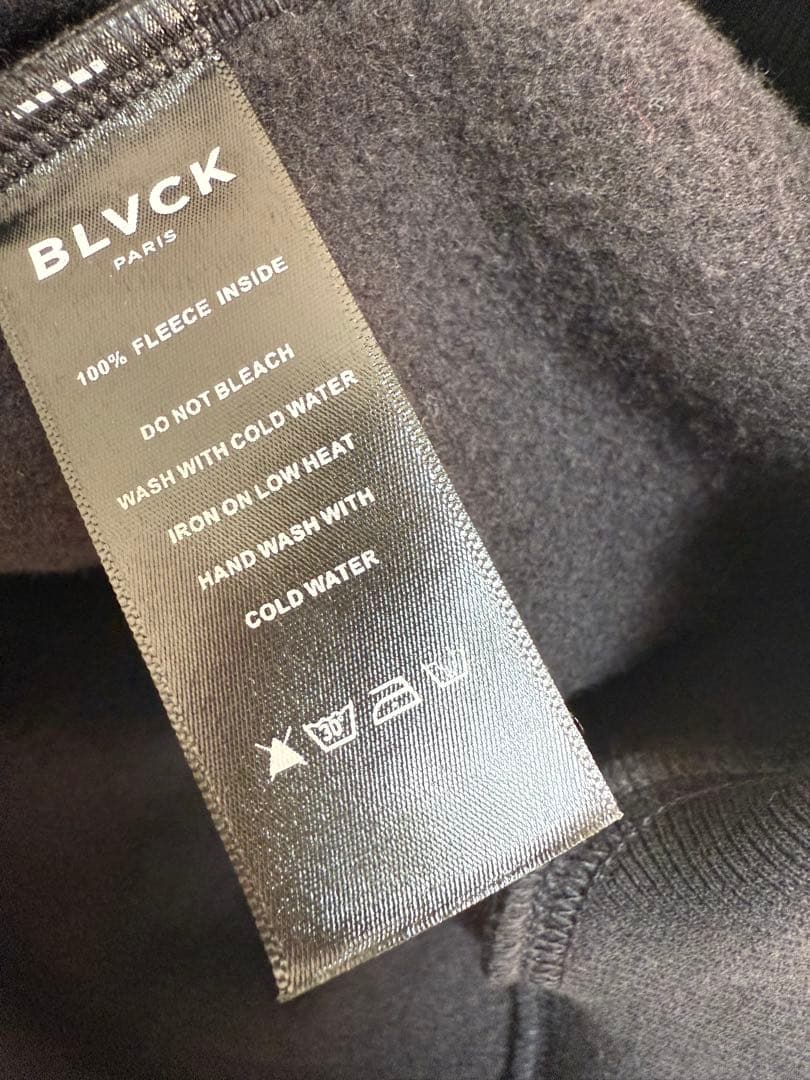 BLVCK
PARIS
100% FLEECE INSIDE
DO NOT BLEACH
WASH WITH COLD WATER
IRON ON LOW HEAT
HAND WASH WITH
COLD WATER
30